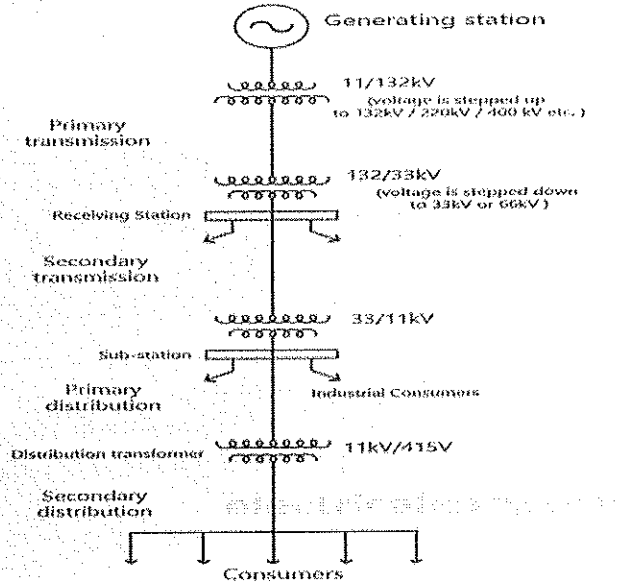 Generating station
11/132kV
(voltage is stepped up
to 132kV / 220kV / 400 kV etc. )
Primary
transmission
132/33kV
(voltage is stepped down
to 33kV or 66kV )
Receiving Station
Secondary
transmission
33/11kV
Sub-station
Industrial Consumers
Primary
distribution
Distribution transformer
11kV/415V
Secondary
distribution
Consumers